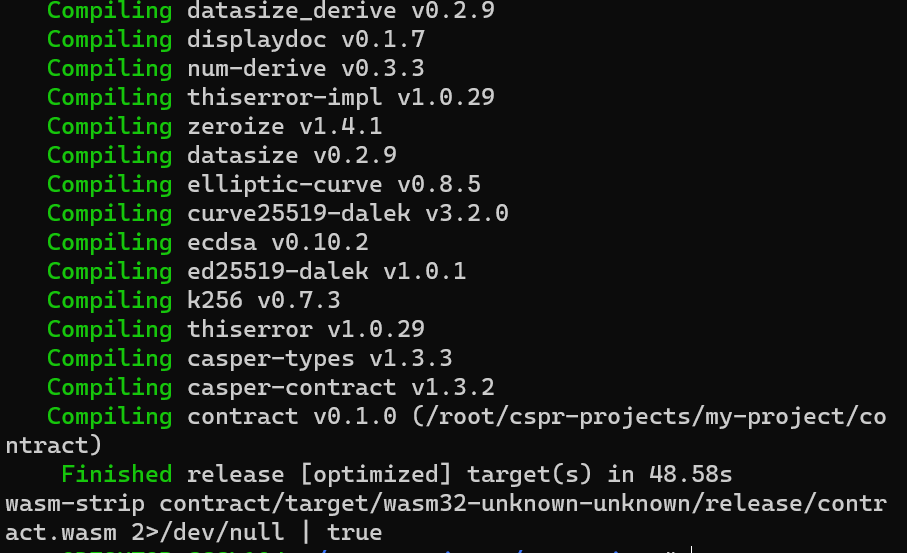 Compiling datasize_derive v0.2.9
Compiling displaydoc v0.1.7
Compiling num-derive v0.3.3
Compiling thiserror-impl v1.0.29
Compiling zeroize v1.4.1
Compiling datasize v0.2.9
Compiling elliptic-curve v0.8.5
Compiling curve25519-dalek v3.2.0
Compiling ecdsa v0.10.2
Compiling ed25519-dalek v1.0.1
Compiling k256 v0.7.3
Compiling thiserror v1.0.29
Compiling casper-types v1.3.3
Compiling casper-contract v1.3.2
Compiling contract v0.1.0 (/root/cspr-projects/my-project/co
ntract)
Finished release [optimized] target(s) in 48.58s
wasm-strip contract/target/wasm32-unknown-unknown/release/contr
act.wasm 2>/dev/null | true